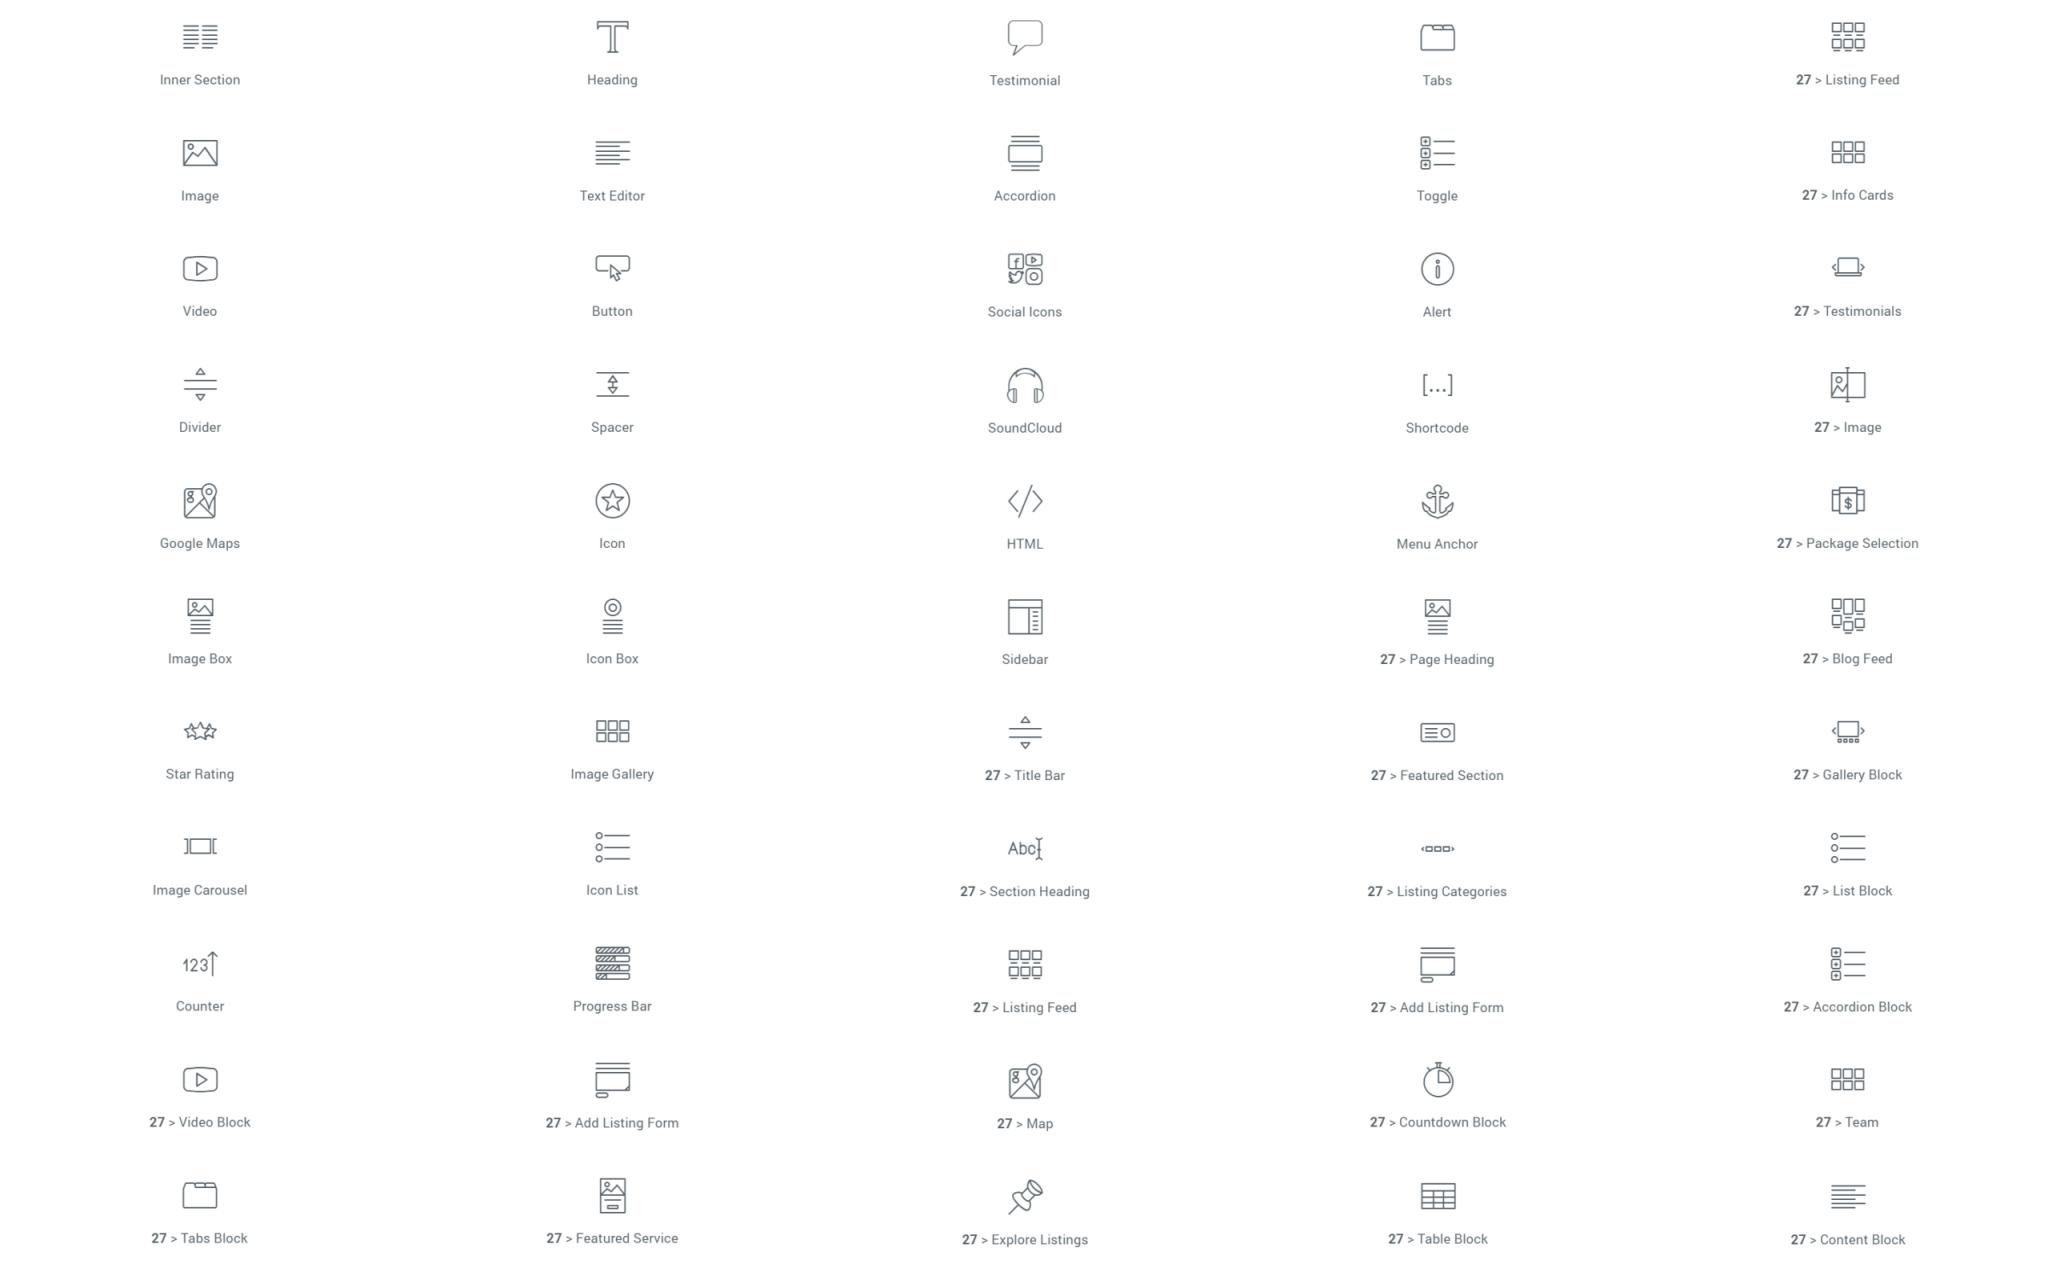 Inner Section
Heading
Testimonial
Tabs
27 > Listing Feed
Image
Text Editor
Accordion
Toggle
27 > Info Cards
Video
Button
Social Icons
Alert
27 > Testimonials
Divider
Spacer
SoundCloud
[...]
Shortcode
27 > Image
Google Maps
Icon
HTML
Menu Anchor
$
27 > Package Selection
Image Box
Icon Box
Sidebar
27 > Page Heading
27 > Blog Feed
Star Rating
Image Gallery
27 > Title Bar
27 > Featured Section
27 > Gallery Block
Image Carousel
Icon List
Abc
27 > Section Heading
27 > Listing Categories
27 > List Block
123
Counter
Progress Bar
27 > Listing Feed
27 > Add Listing Form
27 > Accordion Block
27 > Video Block
27 > Add Listing Form
27 > Map
27 > Countdown Block
27 > Team
27 > Tabs Block
27 > Featured Service
27 > Explore Listings
27 > Table Block
27 > Content Block